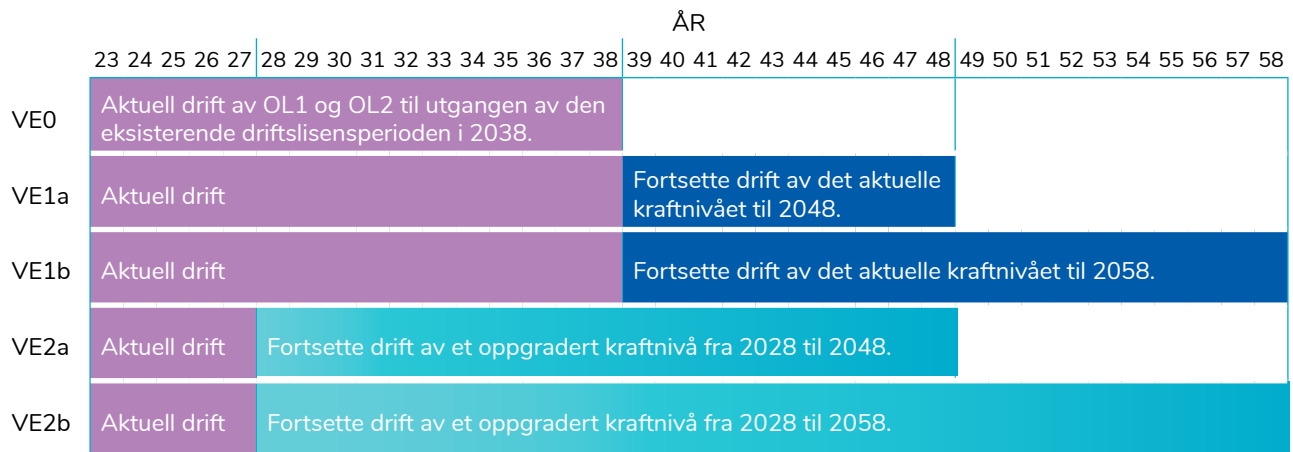 ÅR
23 24 25 26 27 28 29 30 31 32 33 34 35 36 37 38 39 40 41 42 43 44 45 46 47 48 49 50 51 52 53 54 55 56 57 58
VE0
Aktuell drift av OL1 og OL2 til utgangen av den
eksisterende driftslisensperioden i 2038.
VE1a
Aktuell drift
Fortsette drift av det aktuelle
kraftnivået til 2048.
VE1b
Aktuell drift
Fortsette drift av det aktuelle kraftnivået til 2058.
VE2a
Aktuell drift
Fortsette drift av et oppgradert kraftnivå fra 2028 til 2048.
VE2b
Aktuell drift
Fortsette drift av et oppgradert kraftnivå fra 2028 til 2058.